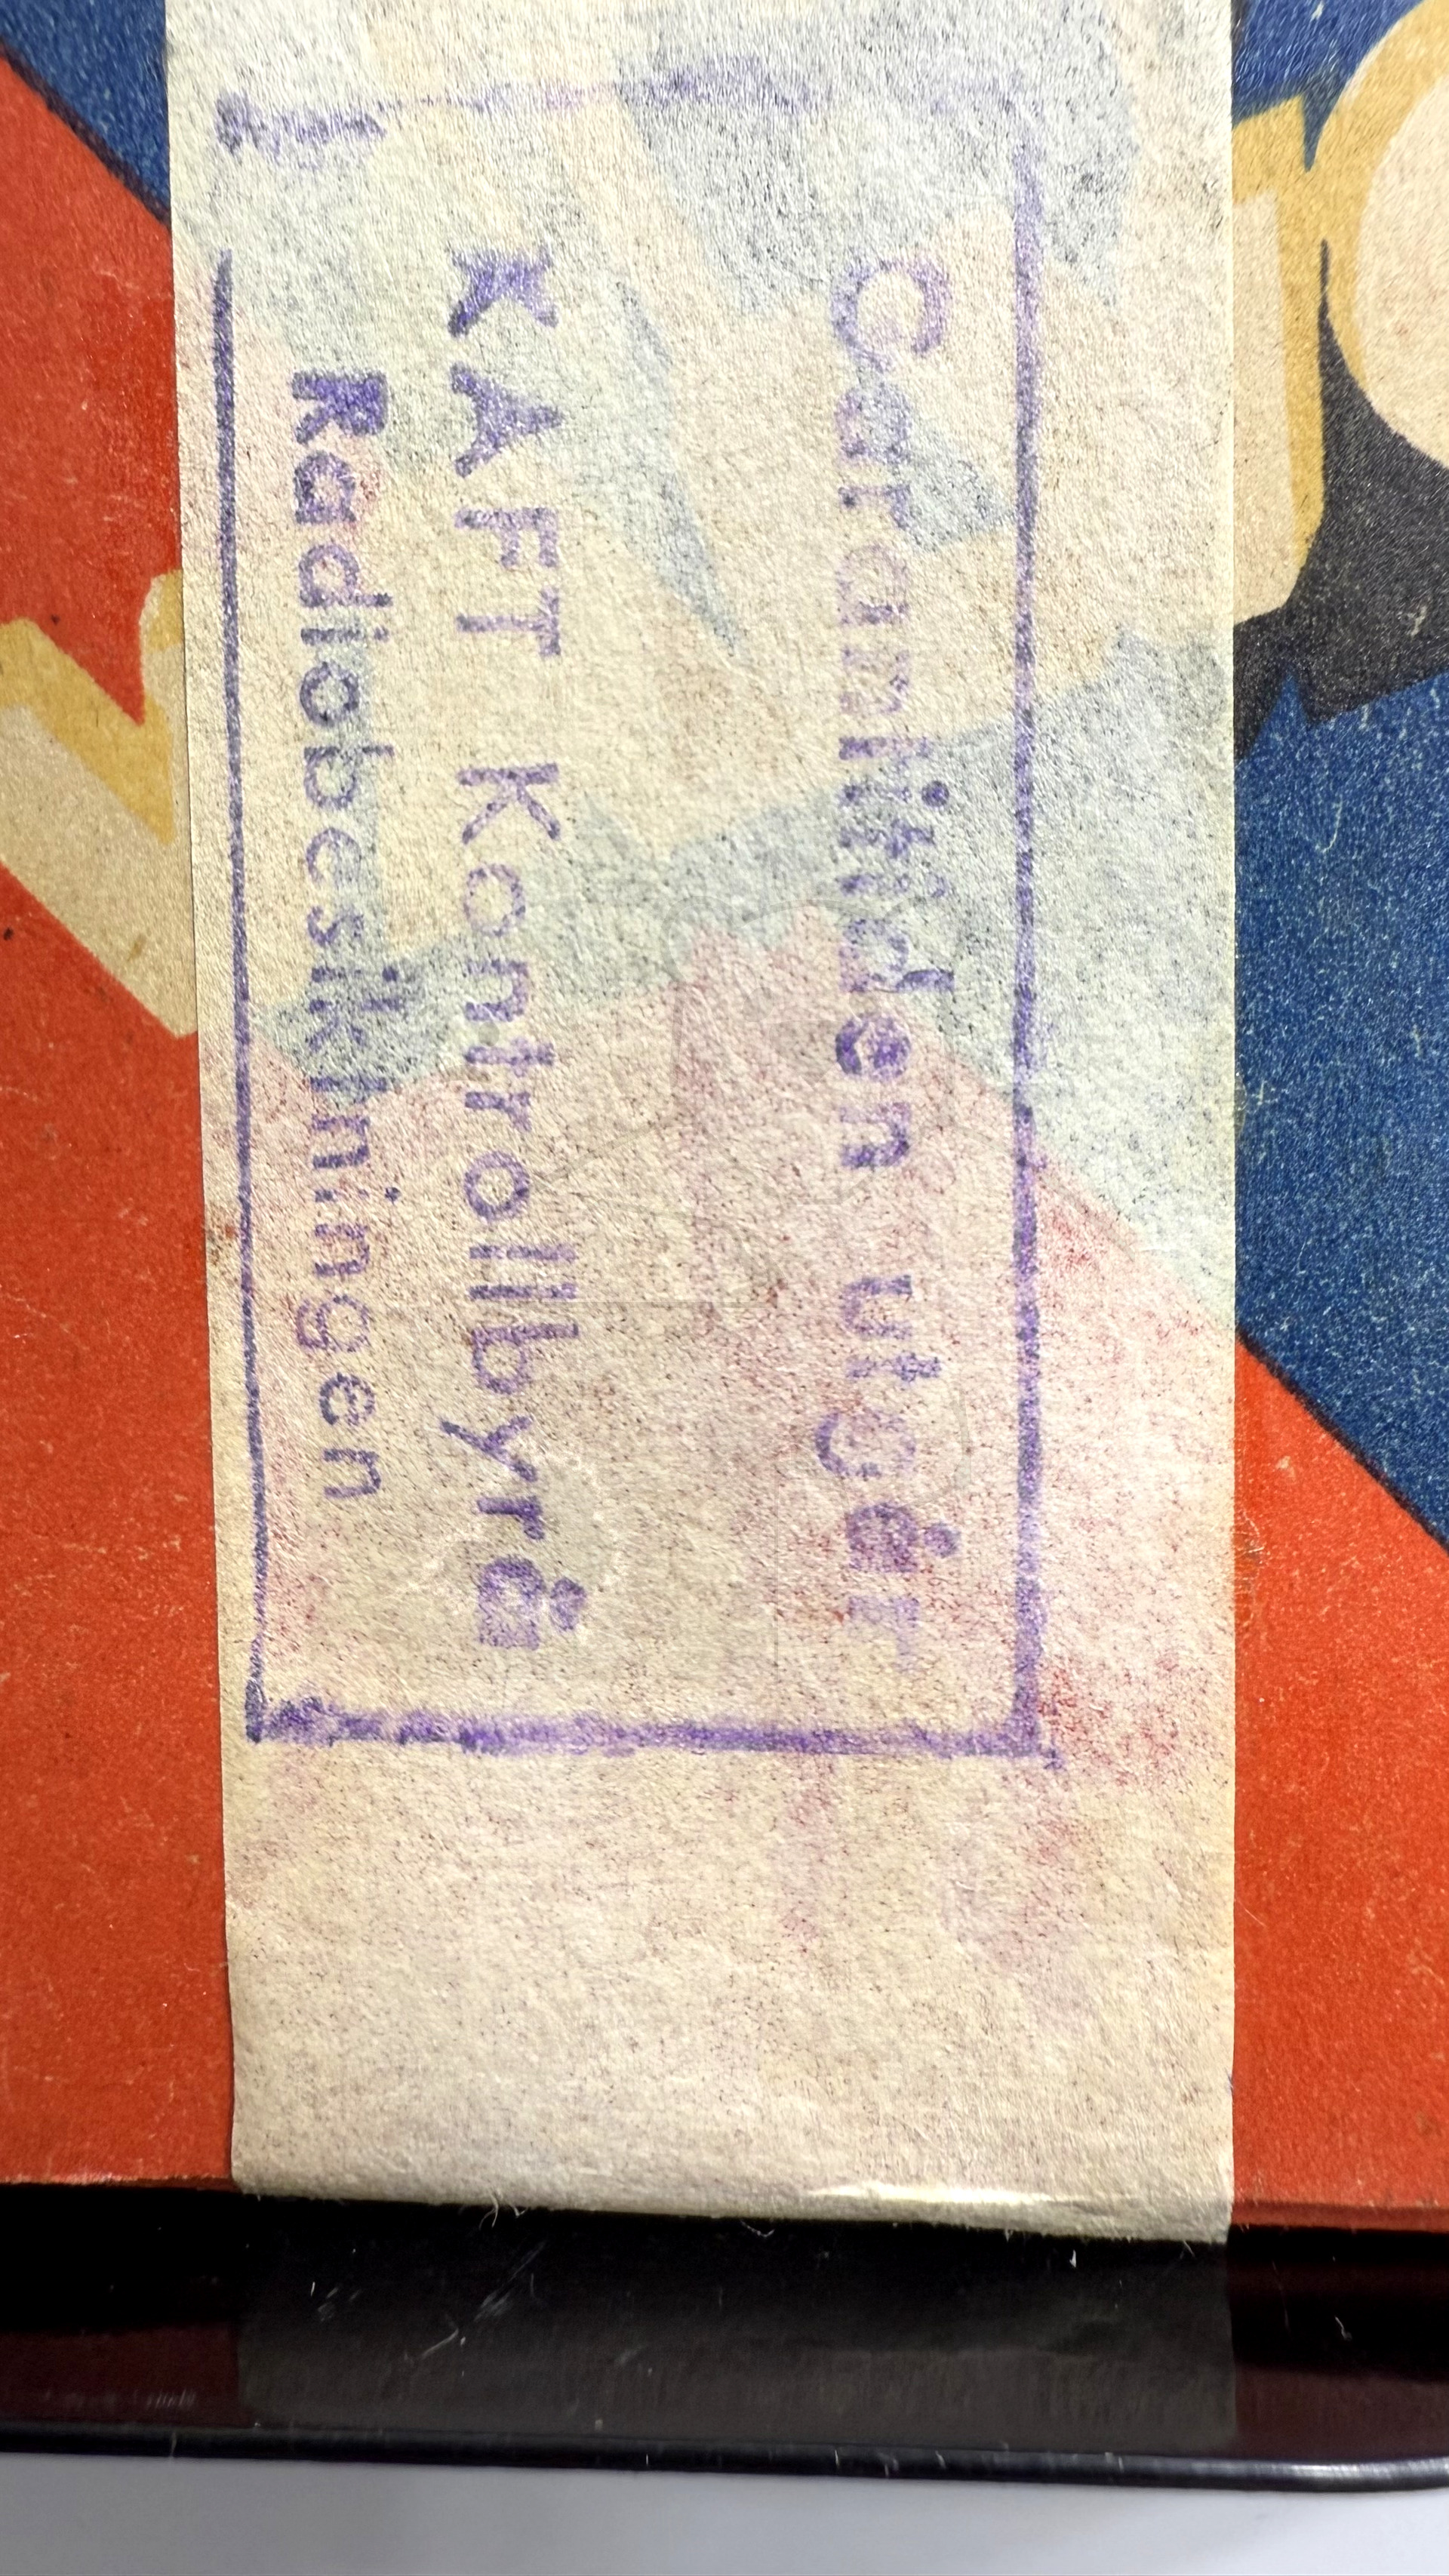 Garantitiden utgår
KAFT Kontrollbyrå
Radiobesiktningen